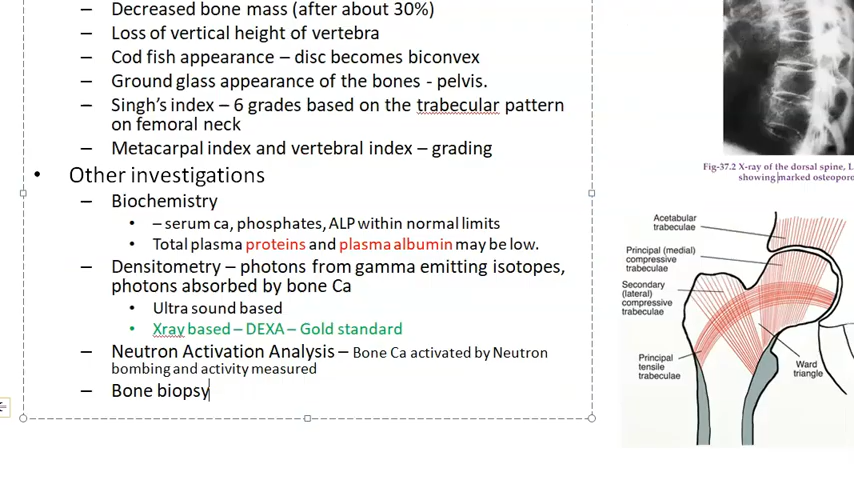 – Decreased bone mass (after about 30%)
– Loss of vertical height of vertebra
– Cod fish appearance – disc becomes biconvex
– Ground glass appearance of the bones - pelvis.
– Singh's index – 6 grades based on the trabecular pattern
on femoral neck
– Metacarpal index and vertebral index – grading
• Other investigations
– Biochemistry
• – serum ca, phosphates, ALP within normal limits
• Total plasma proteins and plasma albumin may be low.
– Densitometry – photons from gamma emitting isotopes,
photons absorbed by bone Ca
• Ultra sound based
• Xray based – DEXA – Gold standard
– Neutron Activation Analysis – Bone Ca activated by Neutron
bombing and activity measured
– Bone biopsy
Fig-37.2 X-ray of the dorsal spine, L
showing marked osteoporo
Acetabular
trabeculae
Principal (medial)
compressive
trabeculae
Secondary
(lateral)
compressive
trabeculae
Principal
tensile
trabeculae
Ward
triangle